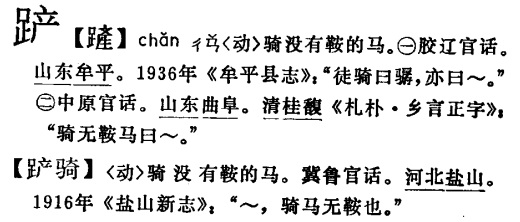 chǎn ㄔㄢˇ〈动〉骑没有鞍的马。㊀胶辽官话。
山东牟平。1936年《牟平县志》：“徒骑曰骣，亦曰～。”
㊁中原官话。山东曲阜。清桂馥《札朴·乡言正字》：
“骑无鞍马曰～。”
骑】〈动〉骑没有鞍的马。冀鲁官话。河北盐山。
1916年《盐山新志》：“～，骑马无鞍也。”